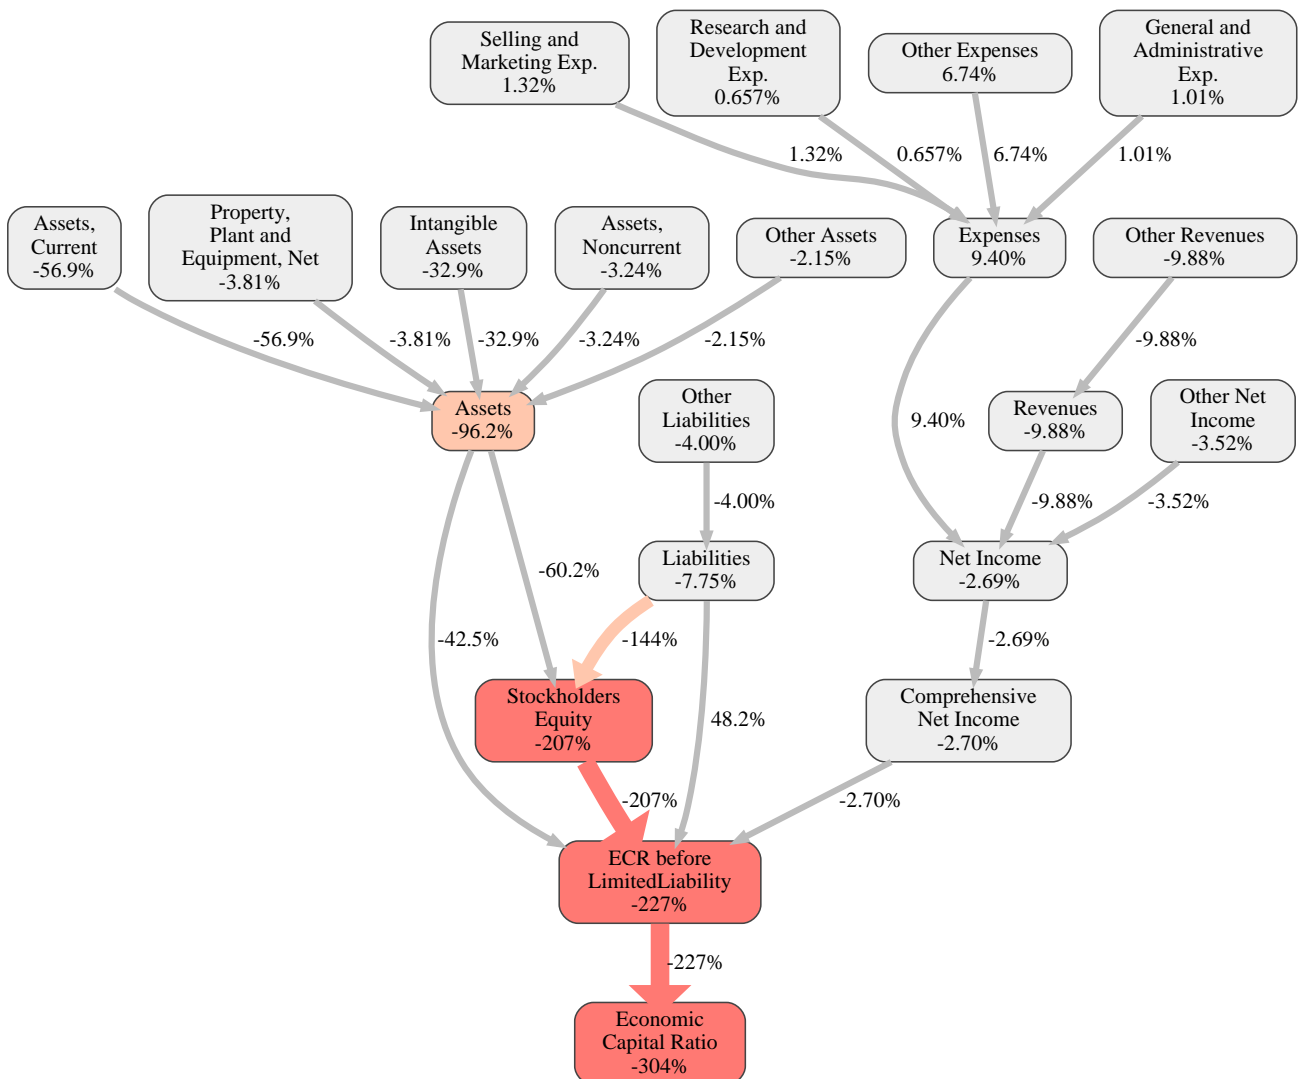 Selling and
Marketing Exp.
1.32%
Research and
Development
Exp.
0.657%
Other Expenses
6.74%
General and
Administrative
Exp.
1.01%
1.32%
0.657%
6.74%
1.01%
Assets,
Current
-56.9%
Property,
Plant and
Equipment, Net
-3.81%
Intangible
Assets
-32.9%
Assets,
Noncurrent
-3.24%
Other Assets
-2.15%
Expenses
9.40%
Other Revenues
-9.88%
-56.9%
-3.81%
-32.9%
-3.24%
-2.15%
-9.88%
Assets
-96.2%
Other
Liabilities
-4.00%
9.40%
Revenues
-9.88%
Other Net
Income
-3.52%
-4.00%
-9.88%
-3.52%
-60.2%
Liabilities
-7.75%
Net Income
-2.69%
-42.5%
-144%
-2.69%
Stockholders
Equity
-207%
48.2%
Comprehensive
Net Income
-2.70%
-207%
-2.70%
ECR before
LimitedLiability
-227%
-227%
Economic
Capital Ratio
-304%